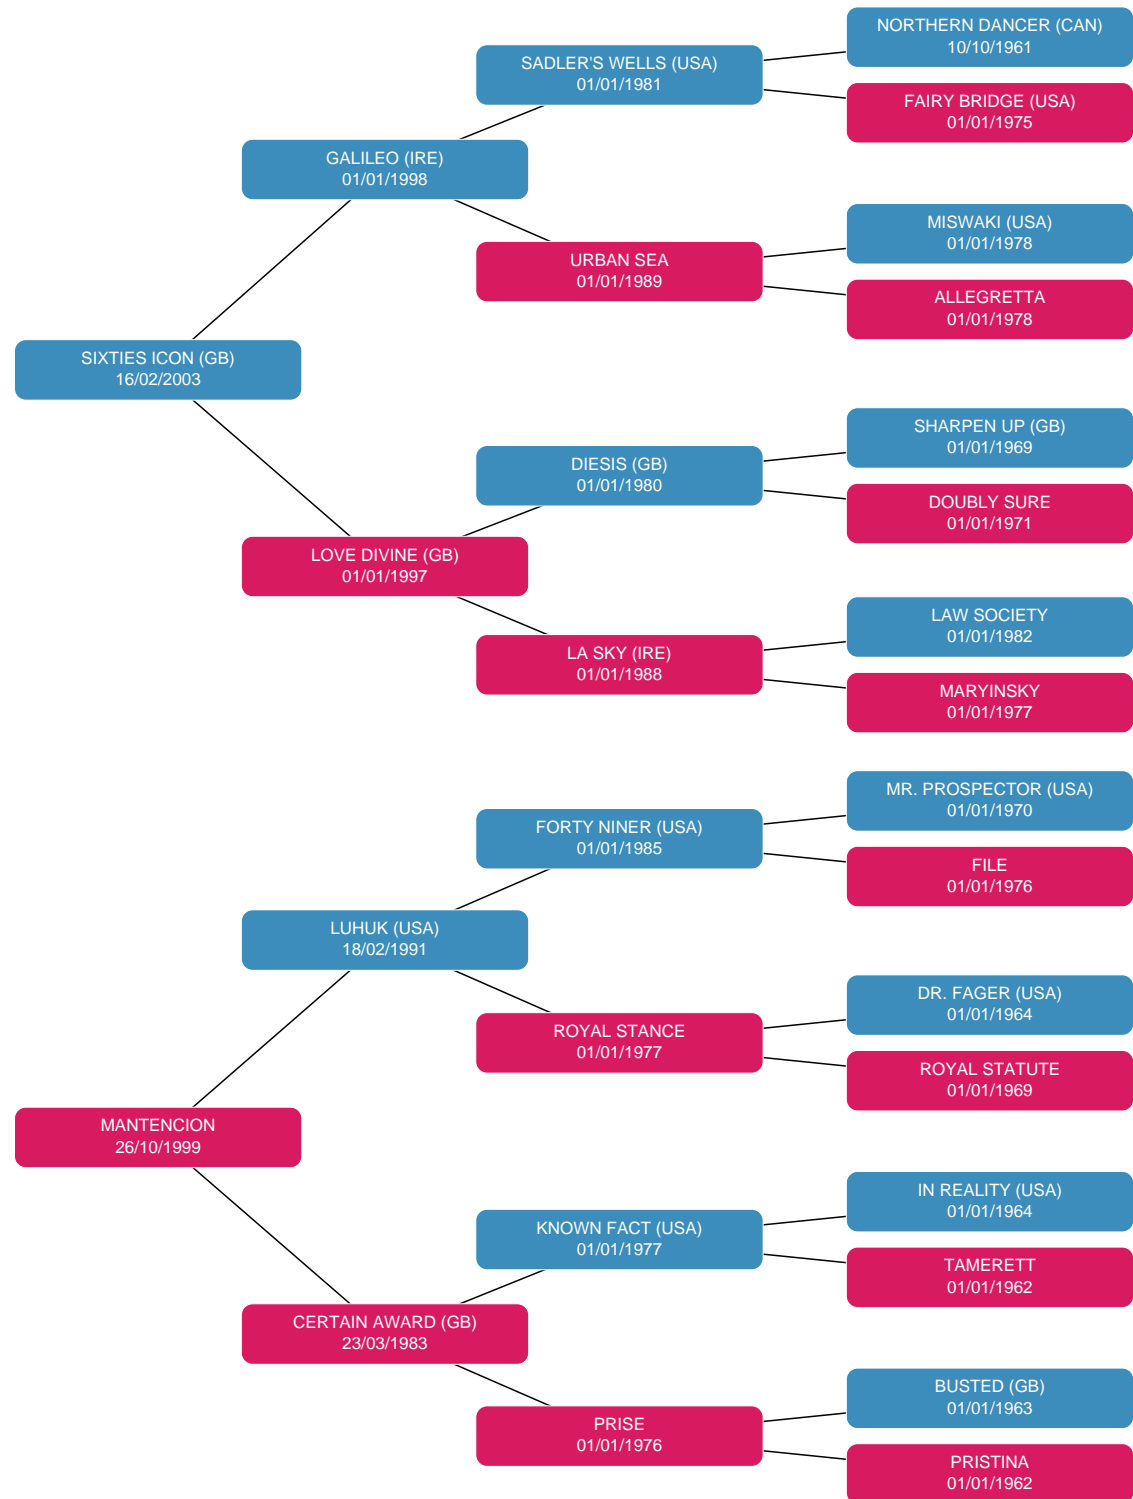 NORTHERN DANCER (CAN)
10/10/1961
SADLER'S WELLS (USA)
01/01/1981
FAIRY BRIDGE (USA)
01/01/1975
GALILEO (IRE)
01/01/1998
MISWAKI (USA)
01/01/1978
URBAN SEA
01/01/1989
ALLEGRETTA
01/01/1978
SIXTIES ICON (GB)
16/02/2003
SHARPEN UP (GB)
01/01/1969
DIESIS (GB)
01/01/1980
DOUBLY SURE
01/01/1971
LOVE DIVINE (GB)
01/01/1997
LAW SOCIETY
01/01/1982
LA SKY (IRE)
01/01/1988
MARYINSKY
01/01/1977
MR. PROSPECTOR (USA)
01/01/1970
FORTY NINER (USA)
01/01/1985
FILE
01/01/1976
LUHUK (USA)
18/02/1991
DR. FAGER (USA)
01/01/1964
ROYAL STANCE
01/01/1977
ROYAL STATUTE
01/01/1969
MANTENCION
26/10/1999
IN REALITY (USA)
01/01/1964
KNOWN FACT (USA)
01/01/1977
TAMERETT
01/01/1962
CERTAIN AWARD (GB)
23/03/1983
BUSTED (GB)
01/01/1963
PRISE
01/01/1976
PRISTINA
01/01/1962